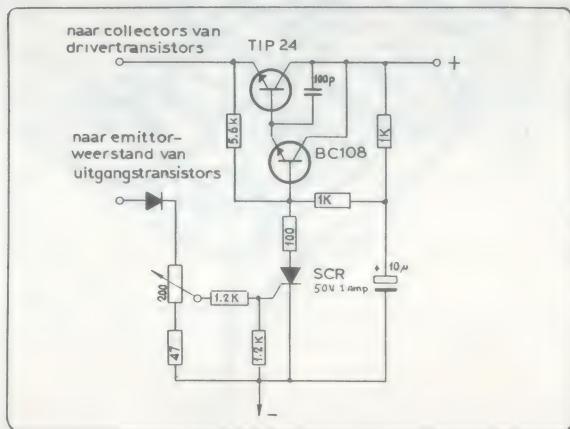 naar collectors van
drivertransistors
TIP 24
+
100p
5.6k
1K
naar emittor-
weerstand van
uitgangstransistors
BC108
1K
100
SCR
50V 1 Amp
+
10µ
200
1.2K
1.2K
47
-